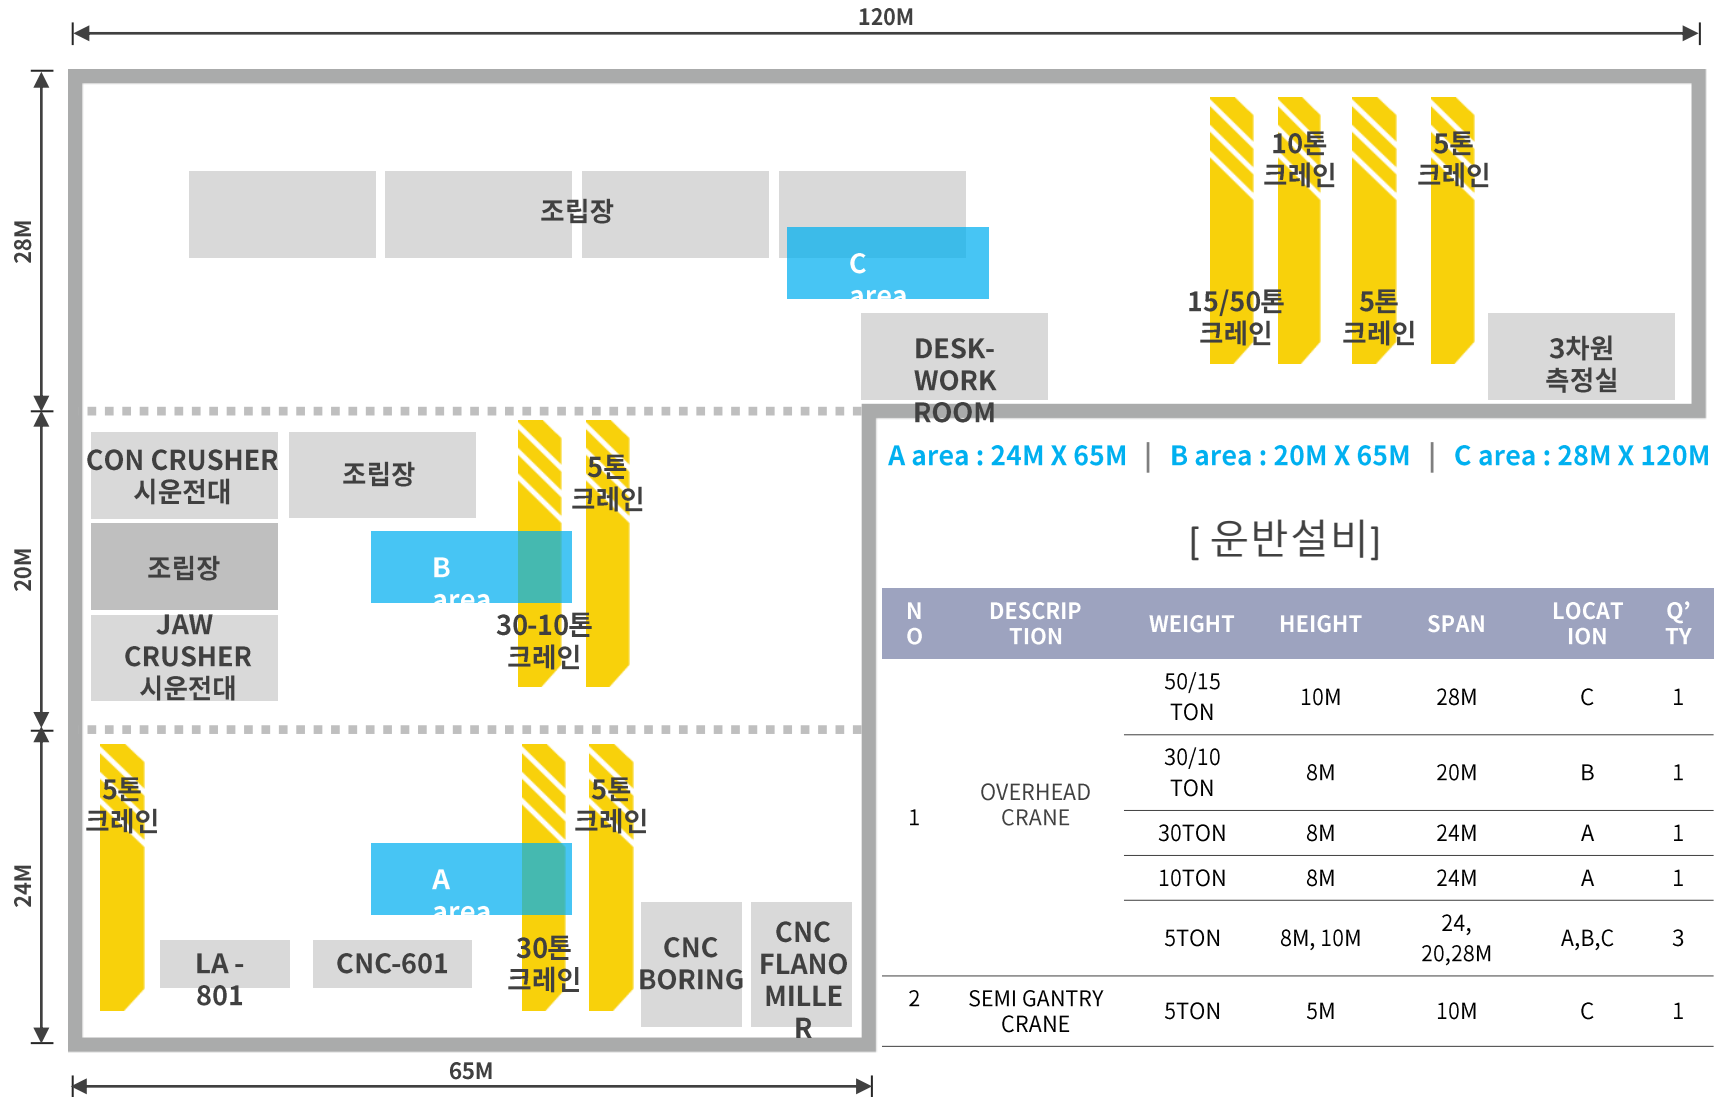 120M
28M
조립장
C
area
10톤
크레인
5톤
크레인
15/50톤
크레인
5톤
크레인
DESK-
WORK
ROOM
3차원
측정실
20M
CON CRUSHER
시운전대
조립장
5톤
크레인
조립장
B
area
JAW
CRUSHER
시운전대
30-10톤
크레인
24M
5톤
크레인
5톤
크레인
A
area
LA -
801
CNC-601
30톤
크레인
CNC
BORING
CNC
FLANO
MILLE
R
65M
A area : 24M X 65M | B area : 20M X 65M | C area : 28M X 120M
[ 운반설비]
N
O
DESCRIP
TION
WEIGHT
HEIGHT
SPAN
LOCAT
ION
Q’
TY
1
OVERHEAD
CRANE
50/15
TON
10M
28M
C
1
30/10
TON
8M
20M
B
1
30TON
8M
24M
A
1
10TON
8M
24M
A
1
5TON
8M, 10M
24,
20,28M
A,B,C
3
2
SEMI GANTRY
CRANE
5TON
5M
10M
C
1